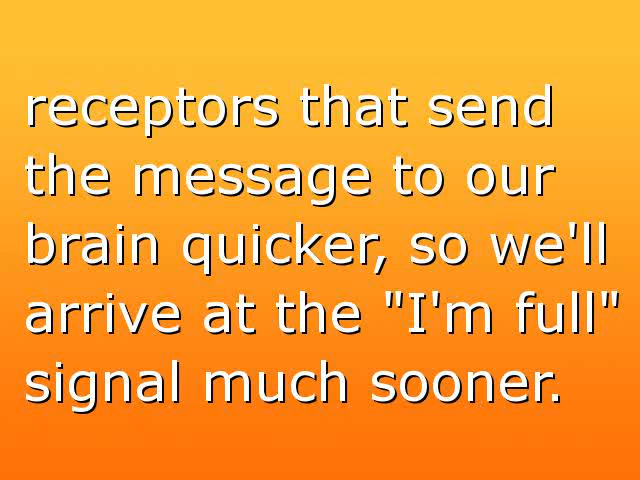 receptors that send
the message to our
brain quicker, so we'll
arrive at the "I'm full"
signal much sooner.